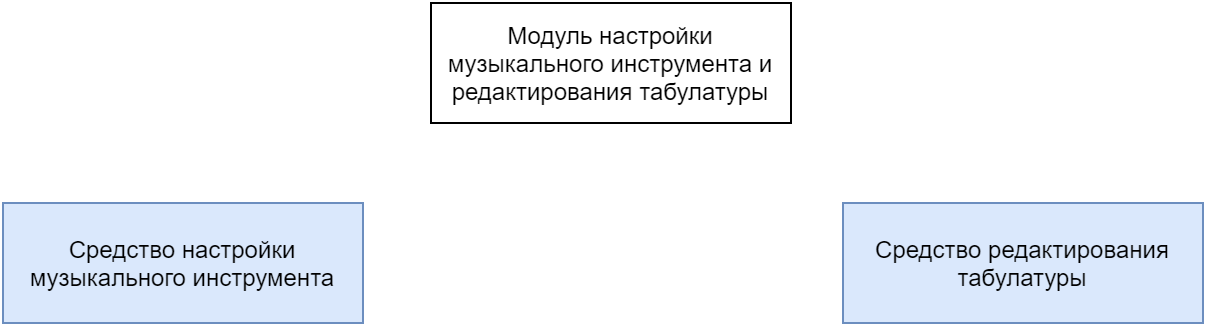 Модуль настройки
музыкального инструмента и
редактирования табулатуры
Средство настройки
музыкального инструмента
Средство редактирования
табулатуры